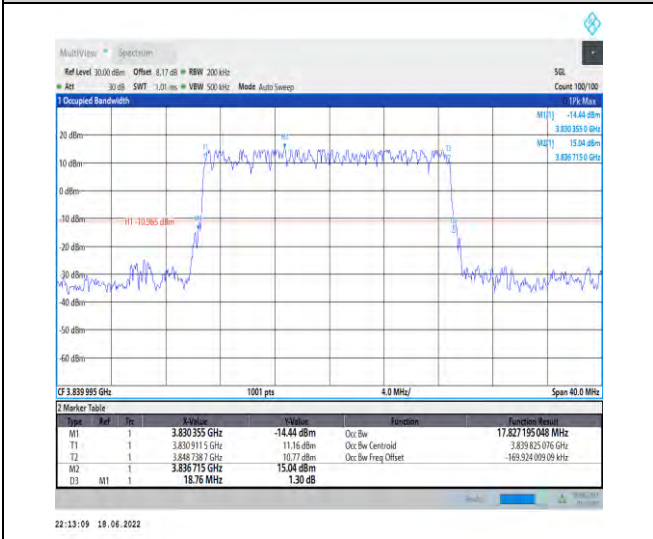 MultiView Spectrum
Ref Level 30.00 dBm Offset 8.17 dB RBW 200 kHz SGL
Att 30 dB SWT 1.01 ms VBW 500 kHz Mode Auto Sweep Count 100/100
1 Occupied Bandwidth 1Pk Max
M1[1] -14.44 dBm
3.830 355 0 GHz
20 dBm M2[1] 15.04 dBm
3.836 715 0 GHz
M2
T1 T2
10 dBm
0 dBm
-10 dBm
H1 -10.965 dBm
-20 dBm
-30 dBm
-40 dBm
-50 dBm
-60 dBm
CF 3.839 995 GHz 1001 pts 4.0 MHz/ Span 40.0 MHz
2 Marker Table
Type Ref Trc X-Value Y-Value Function Function Result
M1 1 3.830 355 GHz -14.44 dBm Occ Bw 17.827 195 048 MHz
T1 1 3.830 911 5 GHz 11.16 dBm Occ Bw Centroid 3.839 825 076 GHz
T2 1 3.848 738 7 GHz 10.77 dBm Occ Bw Freq Offset -169.924 009 09 kHz
M2 1 3.836 715 GHz 15.04 dBm
D3 M1 1 18.76 MHz 1.30 dB
22:13:09 18.06.2022